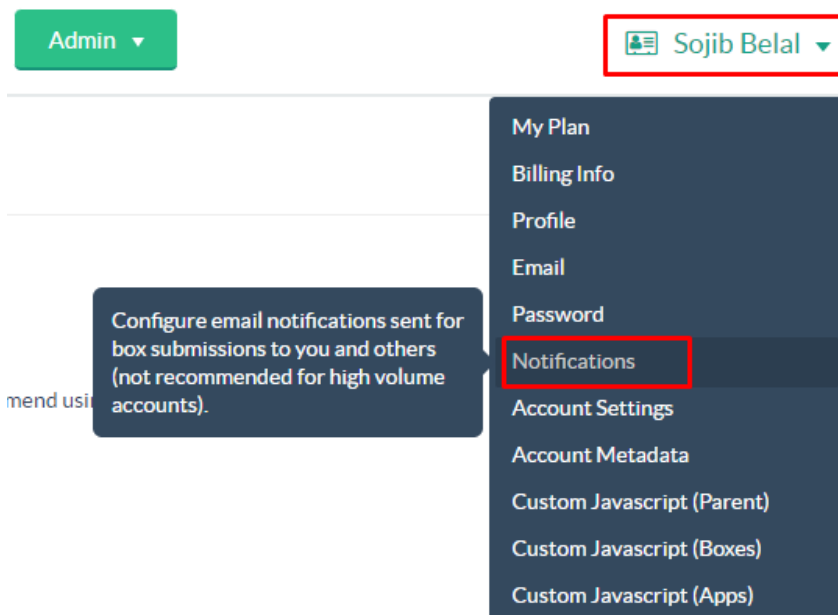 Admin
Sojib Belal
My Plan
Billing Info
Profile
Email
Password
Configure email notifications sent for
box submissions to you and others
(not recommended for high volume
accounts).
Notifications
mend usi
Account Settings
Account Metadata
Custom Javascript (Parent)
Custom Javascript (Boxes)
Custom Javascript (Apps)